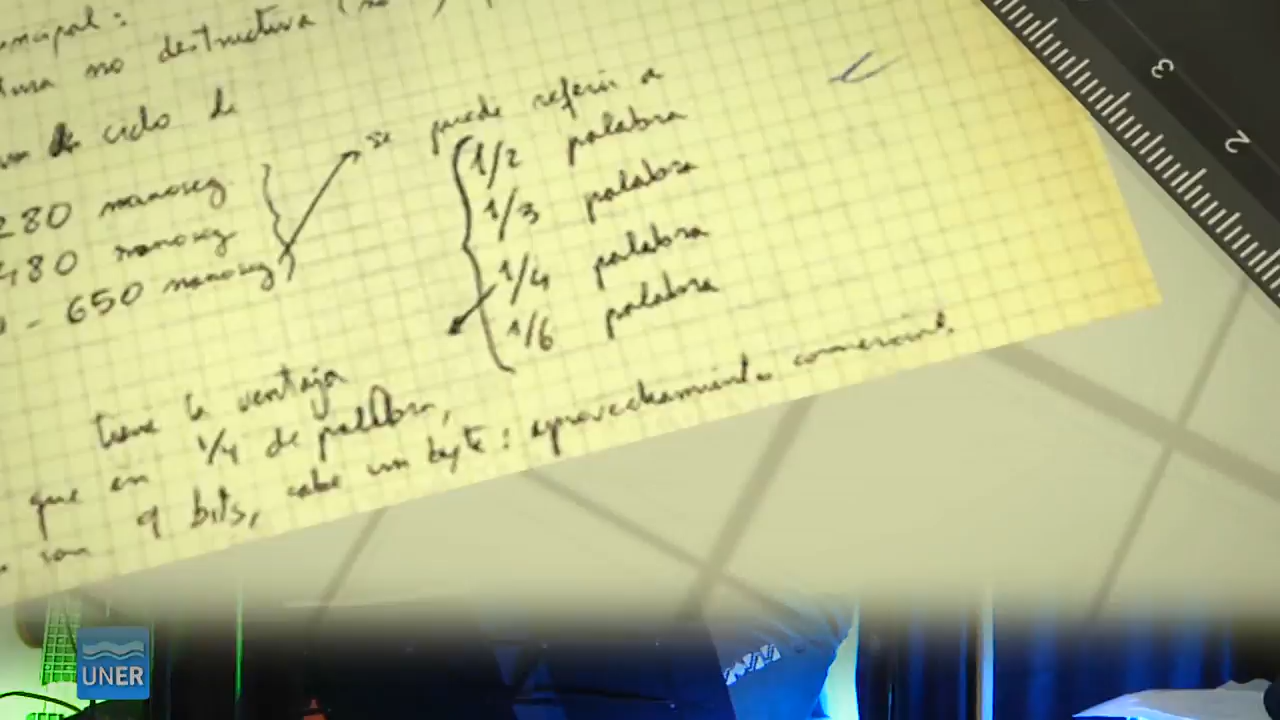 no destructiva
ciclo de
280 nanoseg
480 nanoseg
- 650 nanoseg
se puede referir a
1/2 palabra
1/3 palabra
1/4 palabra
1/6 palabra
tiene la ventaja
que en 1/4 de palabra,
son 9 bits, cabe un byte: aprovechamiento comercial.
3
2
UNER